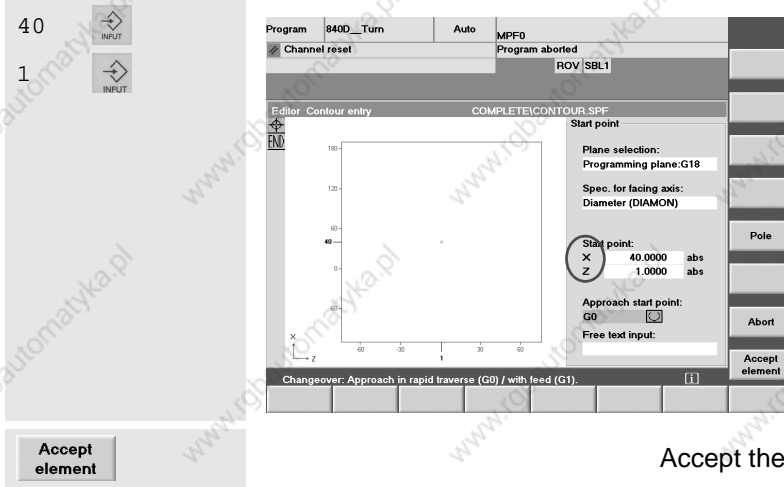 40 INPUT
1 INPUT
Program 840D__Turn Auto MPF0
Channel reset Program aborted
ROV SBL1
Editor Contour entry COMPLETE\CONTOUR.SPF
END
Start point
Plane selection:
Programming plane:G18
Spec. for facing axis:
Diameter (DIAMON)
Start point:
X 40.0000 abs
Z 1.0000 abs
Approach start point:
G0
Free text input:
180
120
60
40
0
-60
X
Z
-60 -30 1 30 60
Pole
Abort
Accept
element
Changeover: Approach in rapid traverse (G0) / with feed (G1). i
Accept
element
Accept the
www.rgbautomatyka.pl